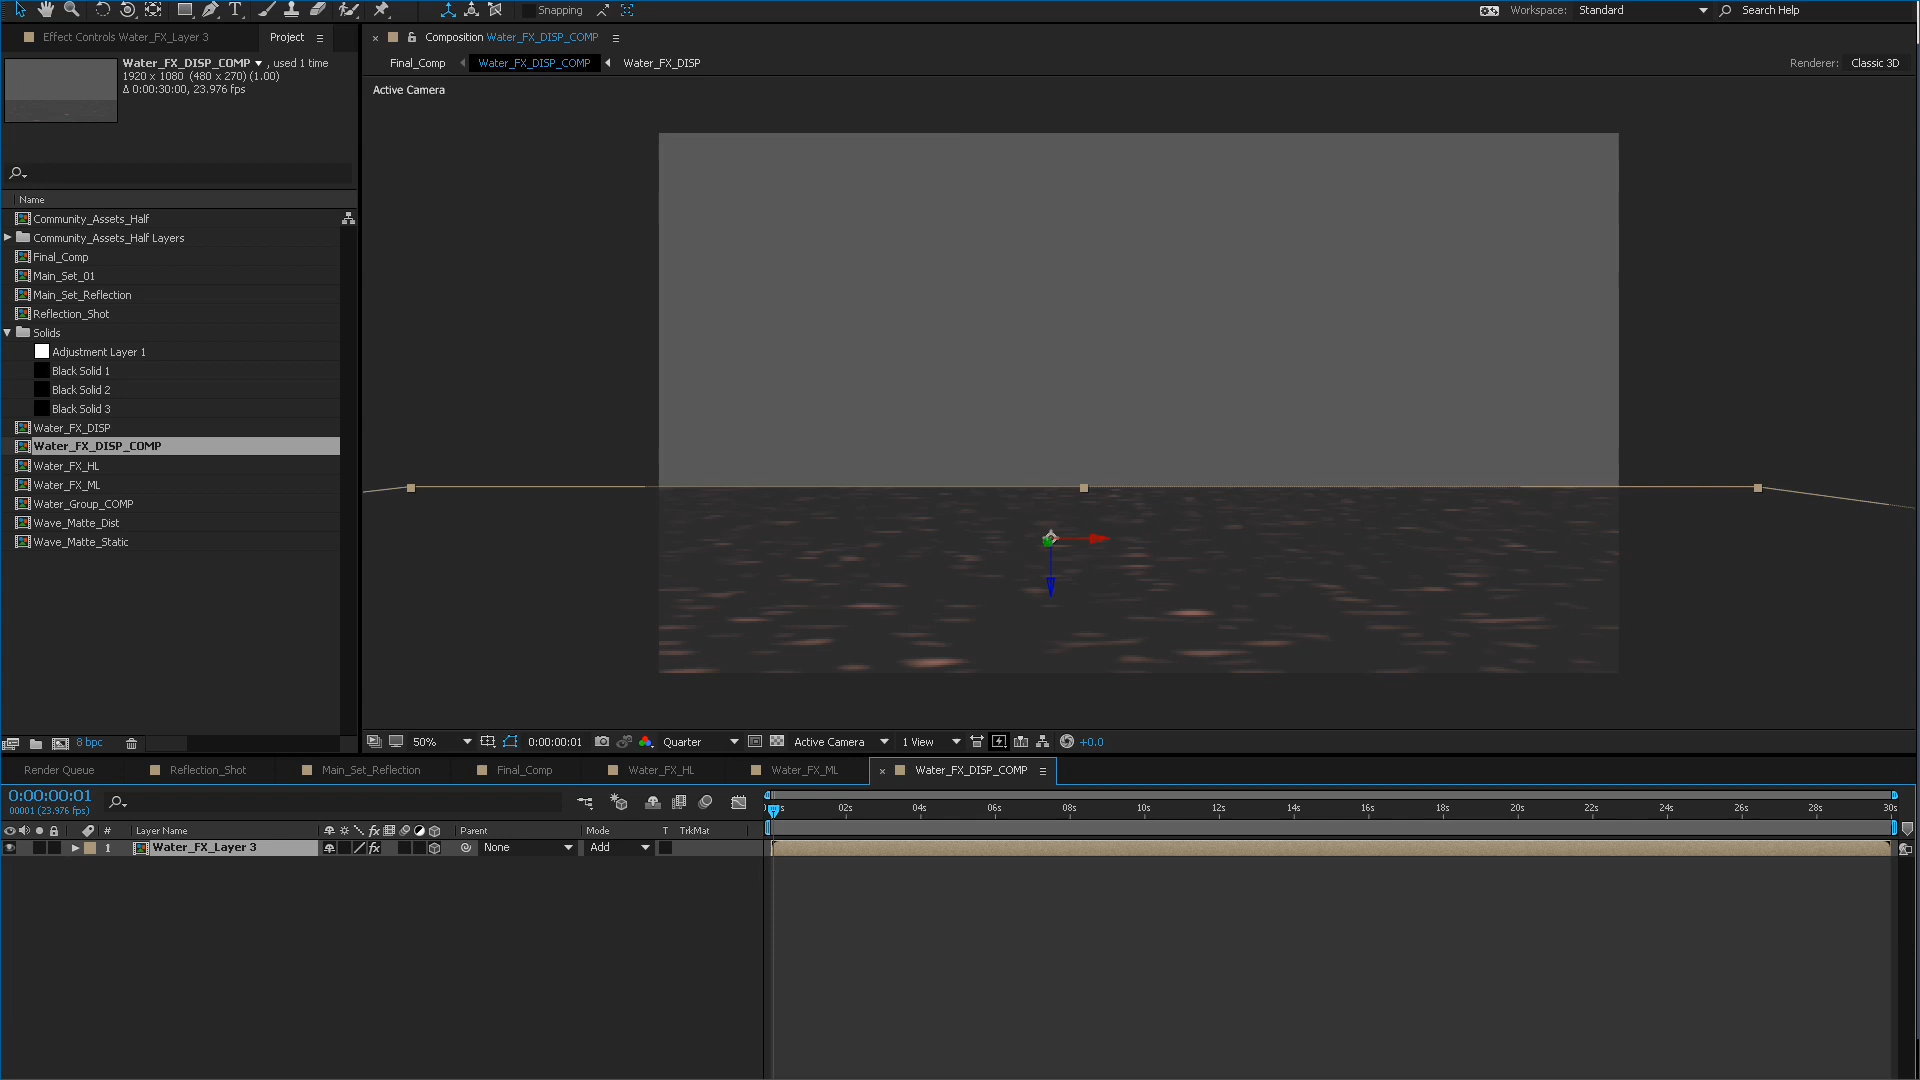 Snapping
Workspace: Standard
Search Help
Effect Controls Water_FX_Layer 3
Project
Composition Water_FX_DISP_COMP
Water_FX_DISP_COMP , used 1 time
1920 x 1080 (480 x 270) (1.00)
Δ 0:00:30:00, 23.976 fps
Final_Comp
Water_FX_DISP_COMP
Water_FX_DISP
Renderer: Classic 3D
Active Camera
Name
Community_Assets_Half
Community_Assets_Half Layers
Final_Comp
Main_Set_01
Main_Set_Reflection
Reflection_Shot
Solids
Adjustment Layer 1
Black Solid 1
Black Solid 2
Black Solid 3
Water_FX_DISP
Water_FX_DISP_COMP
Water_FX_HL
Water_FX_ML
Water_Group_COMP
Wave_Matte_Dist
Wave_Matte_Static
8 bpc
50%
0:00:00:01
Quarter
Active Camera
1 View
+0.0
Render Queue
Reflection_Shot
Main_Set_Reflection
Final_Comp
Water_FX_HL
Water_FX_ML
Water_FX_DISP_COMP
0:00:00:01
00001 (23.976 fps)
02s 04s 06s 08s 10s 12s 14s 16s 18s 20s 22s 24s 26s 28s 30s
# Layer Name fx Parent Mode T TrkMat
1 Water_FX_Layer 3 fx None Add